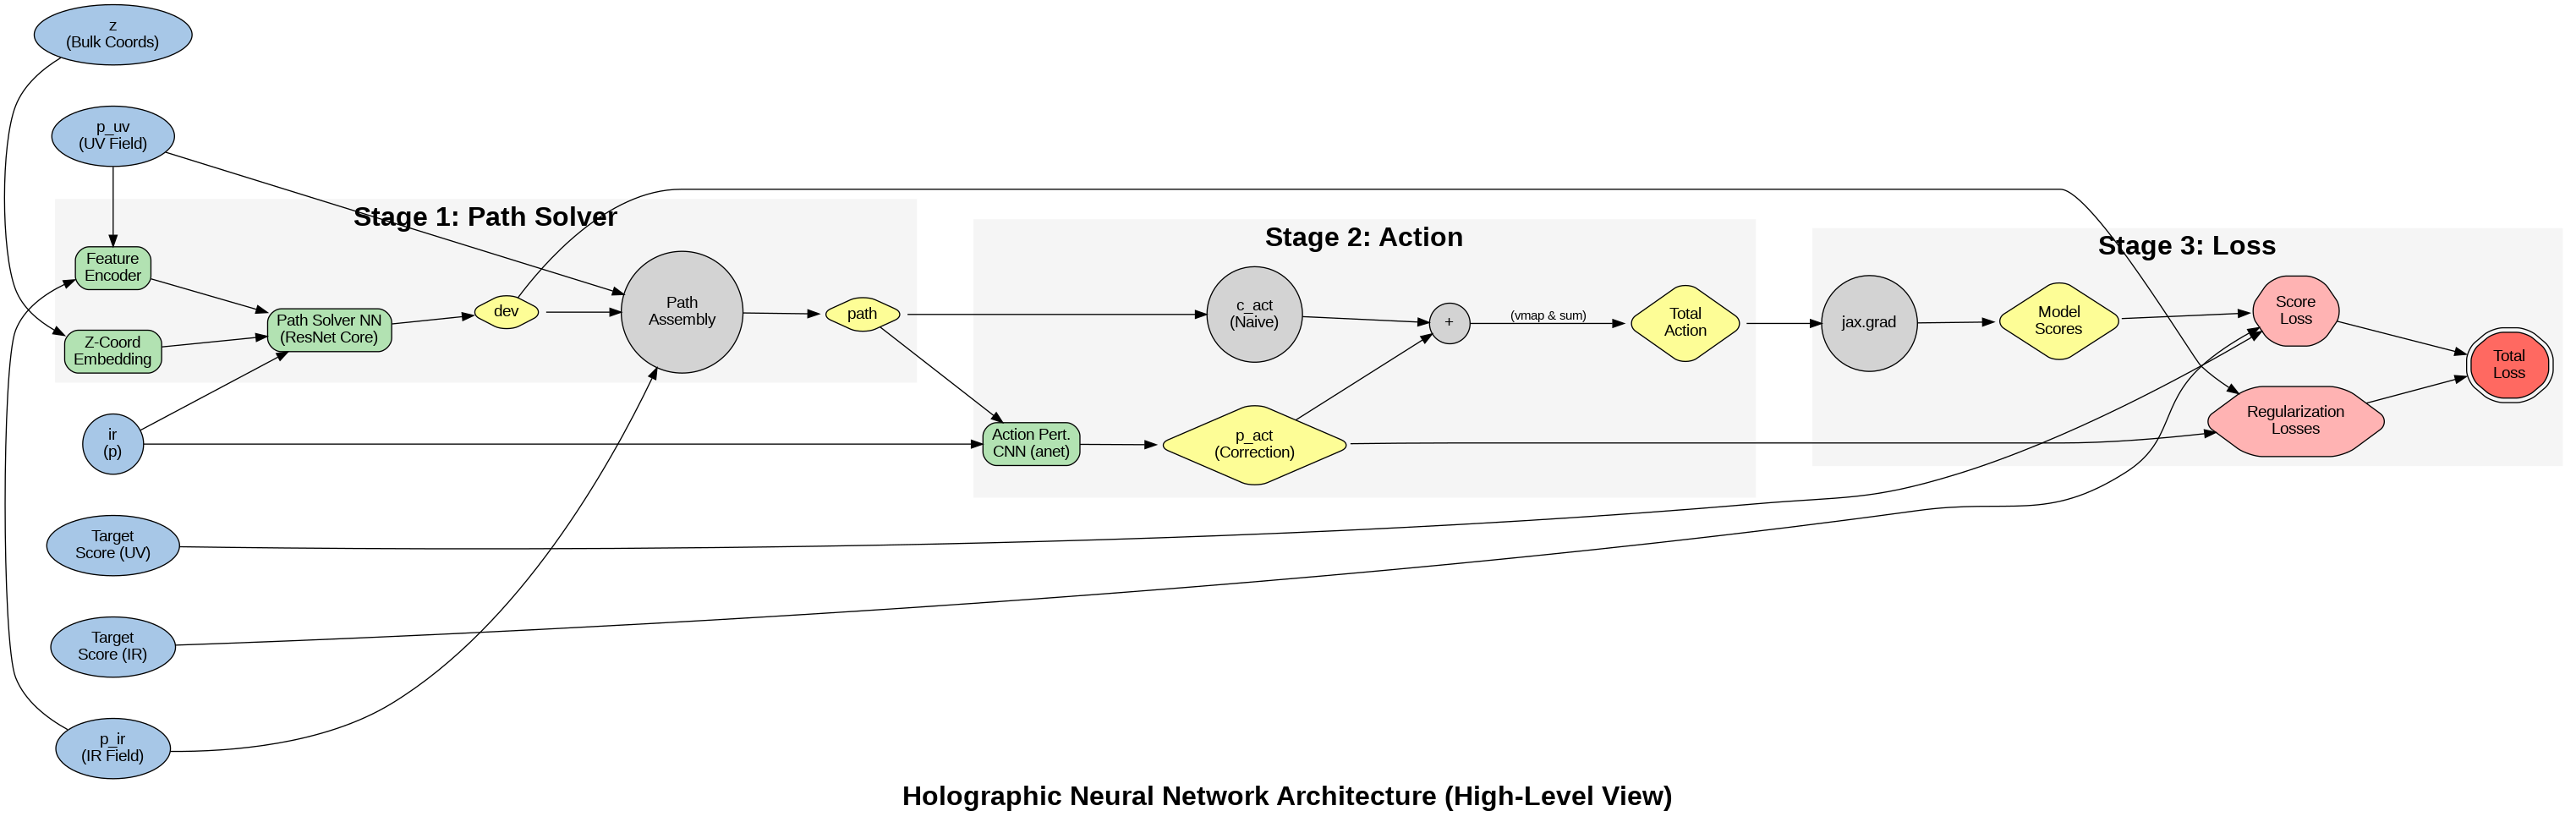 z
(Bulk Coords)
p_uv
(UV Field)
Stage 1: Path Solver
Feature
Encoder
Z-Coord
Embedding
Path Solver NN
(ResNet Core)
dev
Path
Assembly
path
ir
(p)
Target
Score (UV)
Target
Score (IR)
p_ir
(IR Field)
Stage 2: Action
c_act
(Naive)
+
(vmap & sum)
Total
Action
Action Pert.
CNN (anet)
p_act
(Correction)
Stage 3: Loss
jax.grad
Model
Scores
Score
Loss
Regularization
Losses
Total
Loss
Holographic Neural Network Architecture (High-Level View)